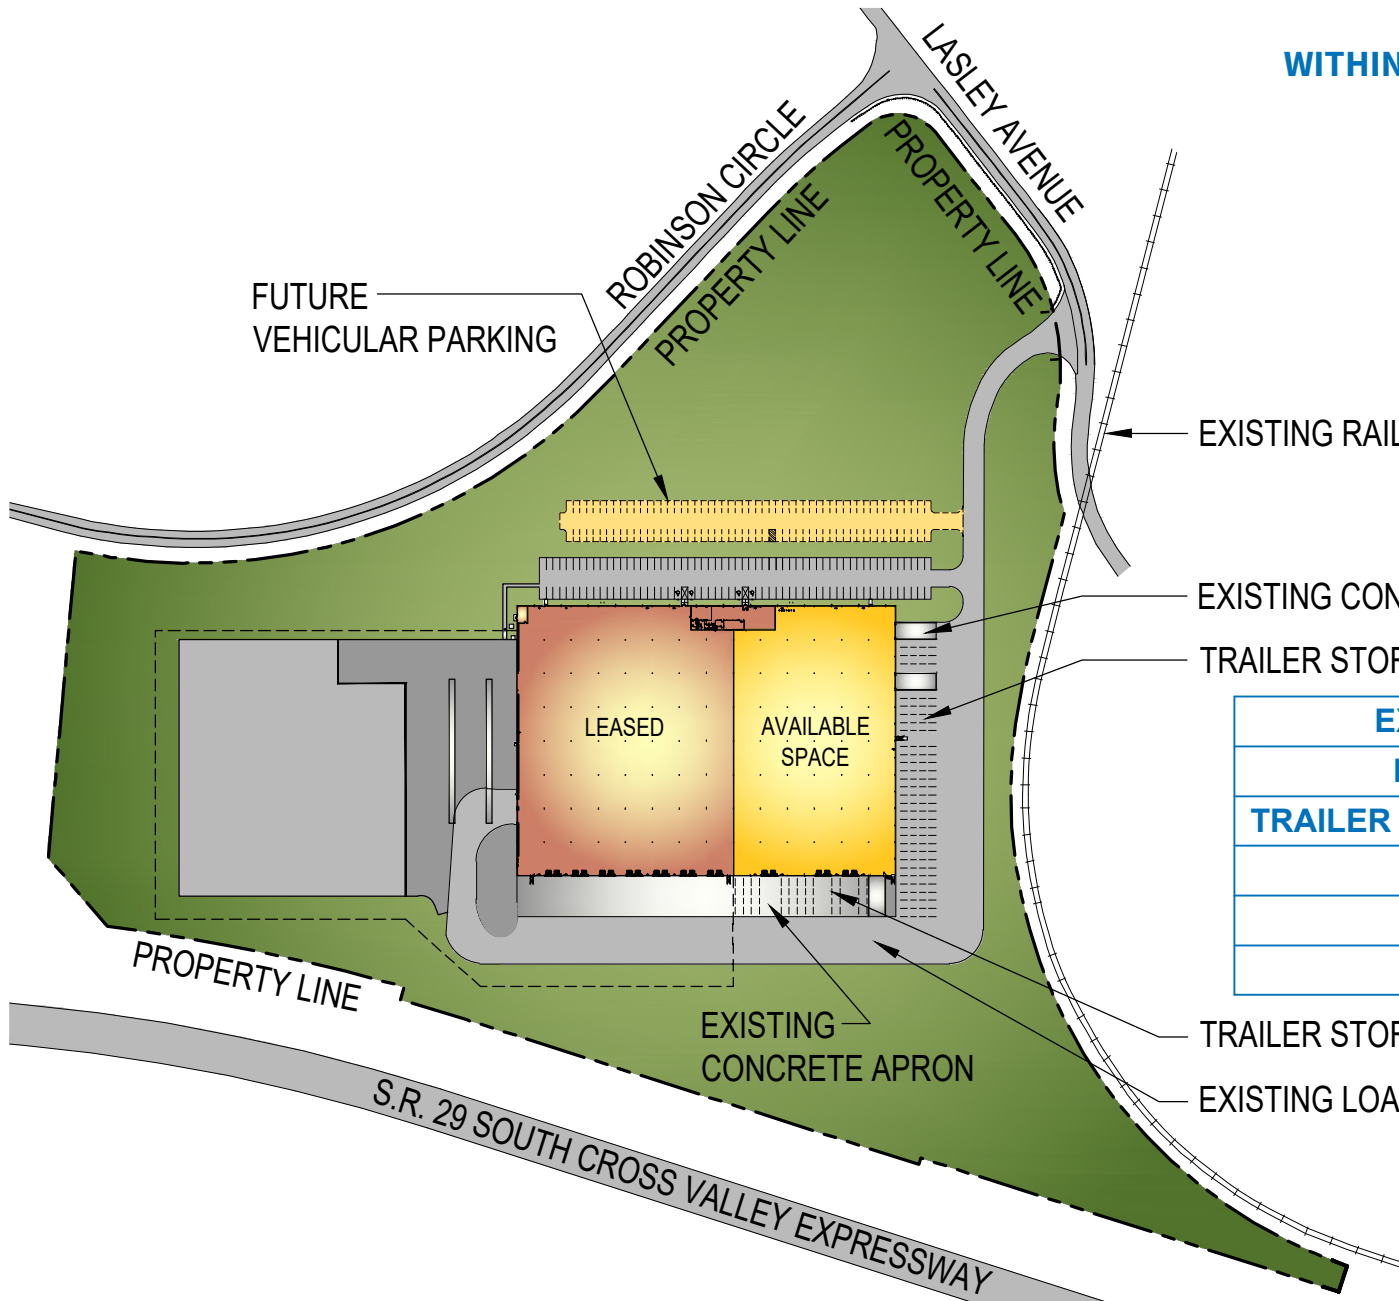 WITHIN
LASLEY AVENUE
ROBINSON CIRCLE
PROPERTY LINE
PROPERTY LINE
FUTURE
VEHICULAR PARKING
EXISTING RAIL
EXISTING CON
TRAILER STOR
LEASED
AVAILABLE
SPACE
TRAILER
PROPERTY LINE
EXISTING
CONCRETE APRON
TRAILER STOR
EXISTING LOA
S.R. 29 SOUTH CROSS VALLEY EXPRESSWAY